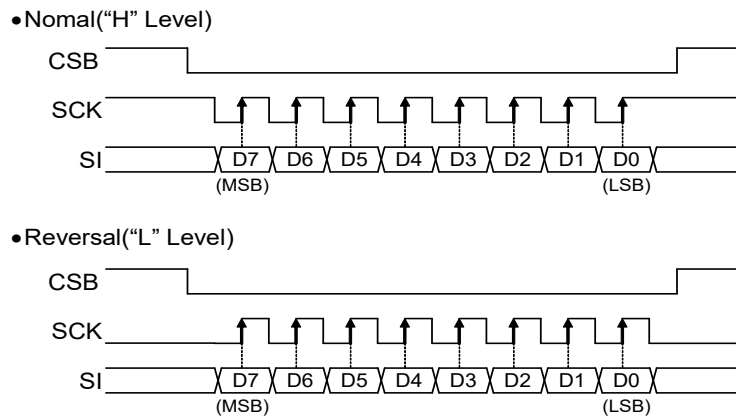 •Nomal(“H” Level)
CSB
SCK
SI D7 D6 D5 D4 D3 D2 D1 D0
(MSB) (LSB)
•Reversal(“L” Level)
CSB
SCK
SI D7 D6 D5 D4 D3 D2 D1 D0
(MSB) (LSB)